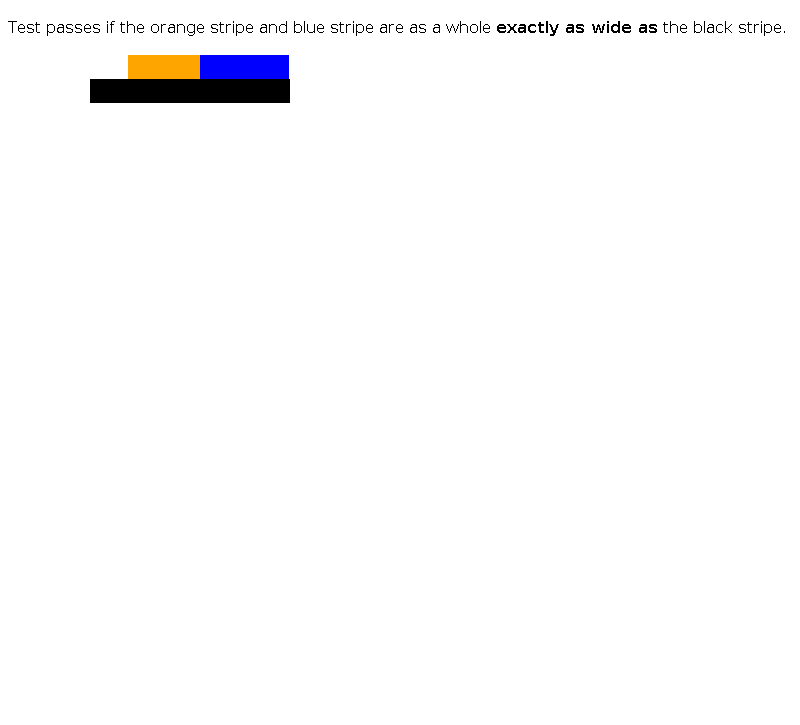 Test passes if the orange stripe and blue stripe are as a whole exactly as wide as the black stripe.